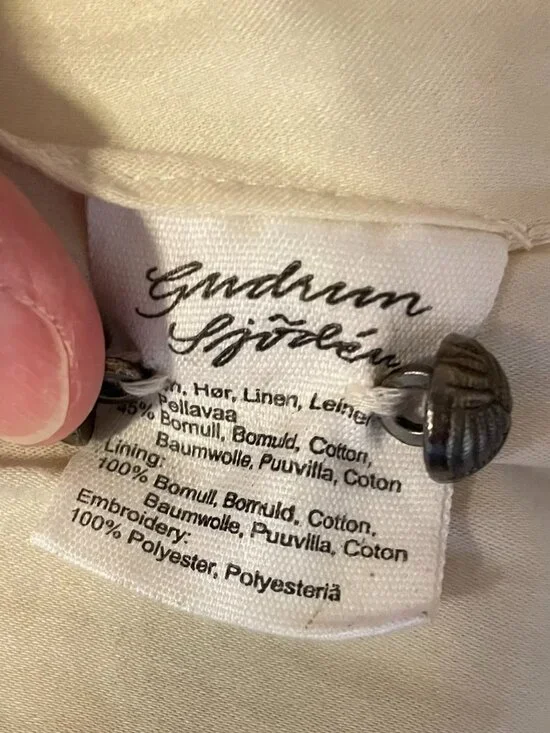 Gudrun
Sjödén
Hør, Linen, Leinen
Pellavaa
45% Bomull, Bomuld, Cotton,
Baumwolle, Puuvilla, Coton
Lining:
100% Bomull, Bomuld, Cotton,
Baumwolle, Puuvilla, Coton
Embroidery:
100% Polyester, Polyesteriä